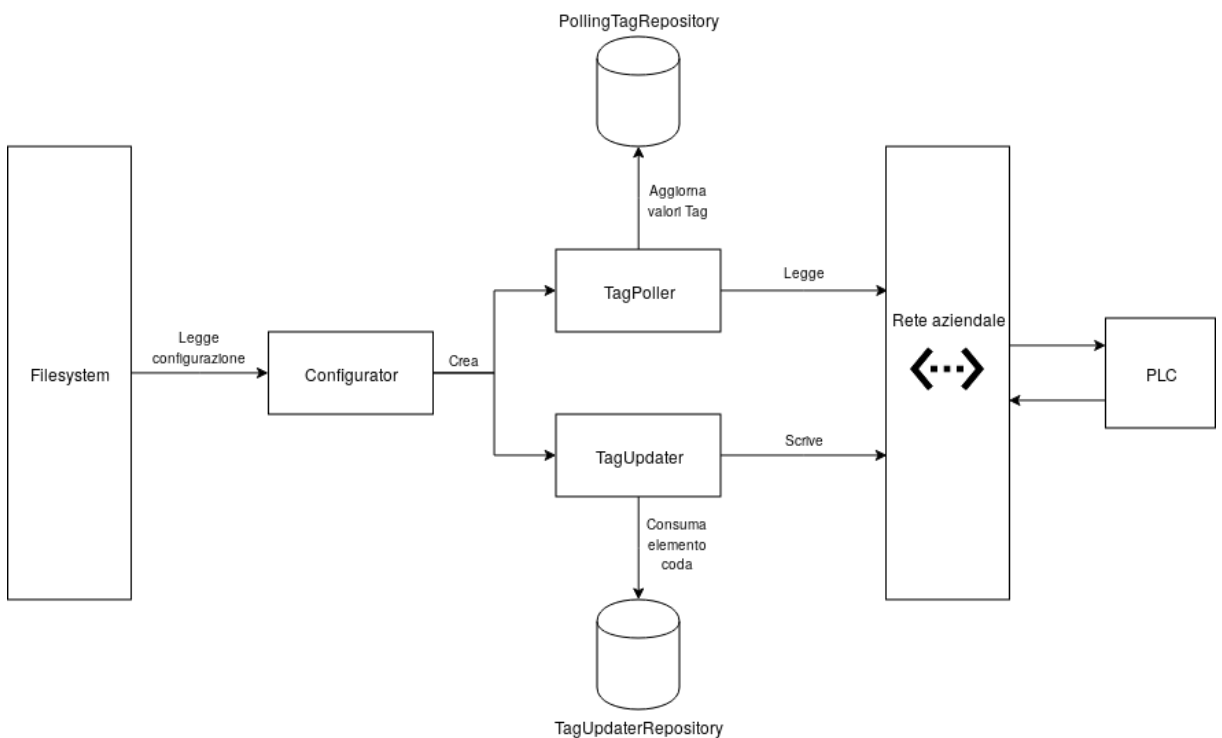 PollingTagRepository
Aggiorna
valori Tag
TagPoller
Legge
Rete aziendale
Legge
configurazione
Filesystem
Configurator
Crea
PLC
TagUpdater
Scrive
Consuma
elemento
coda
TagUpdaterRepository